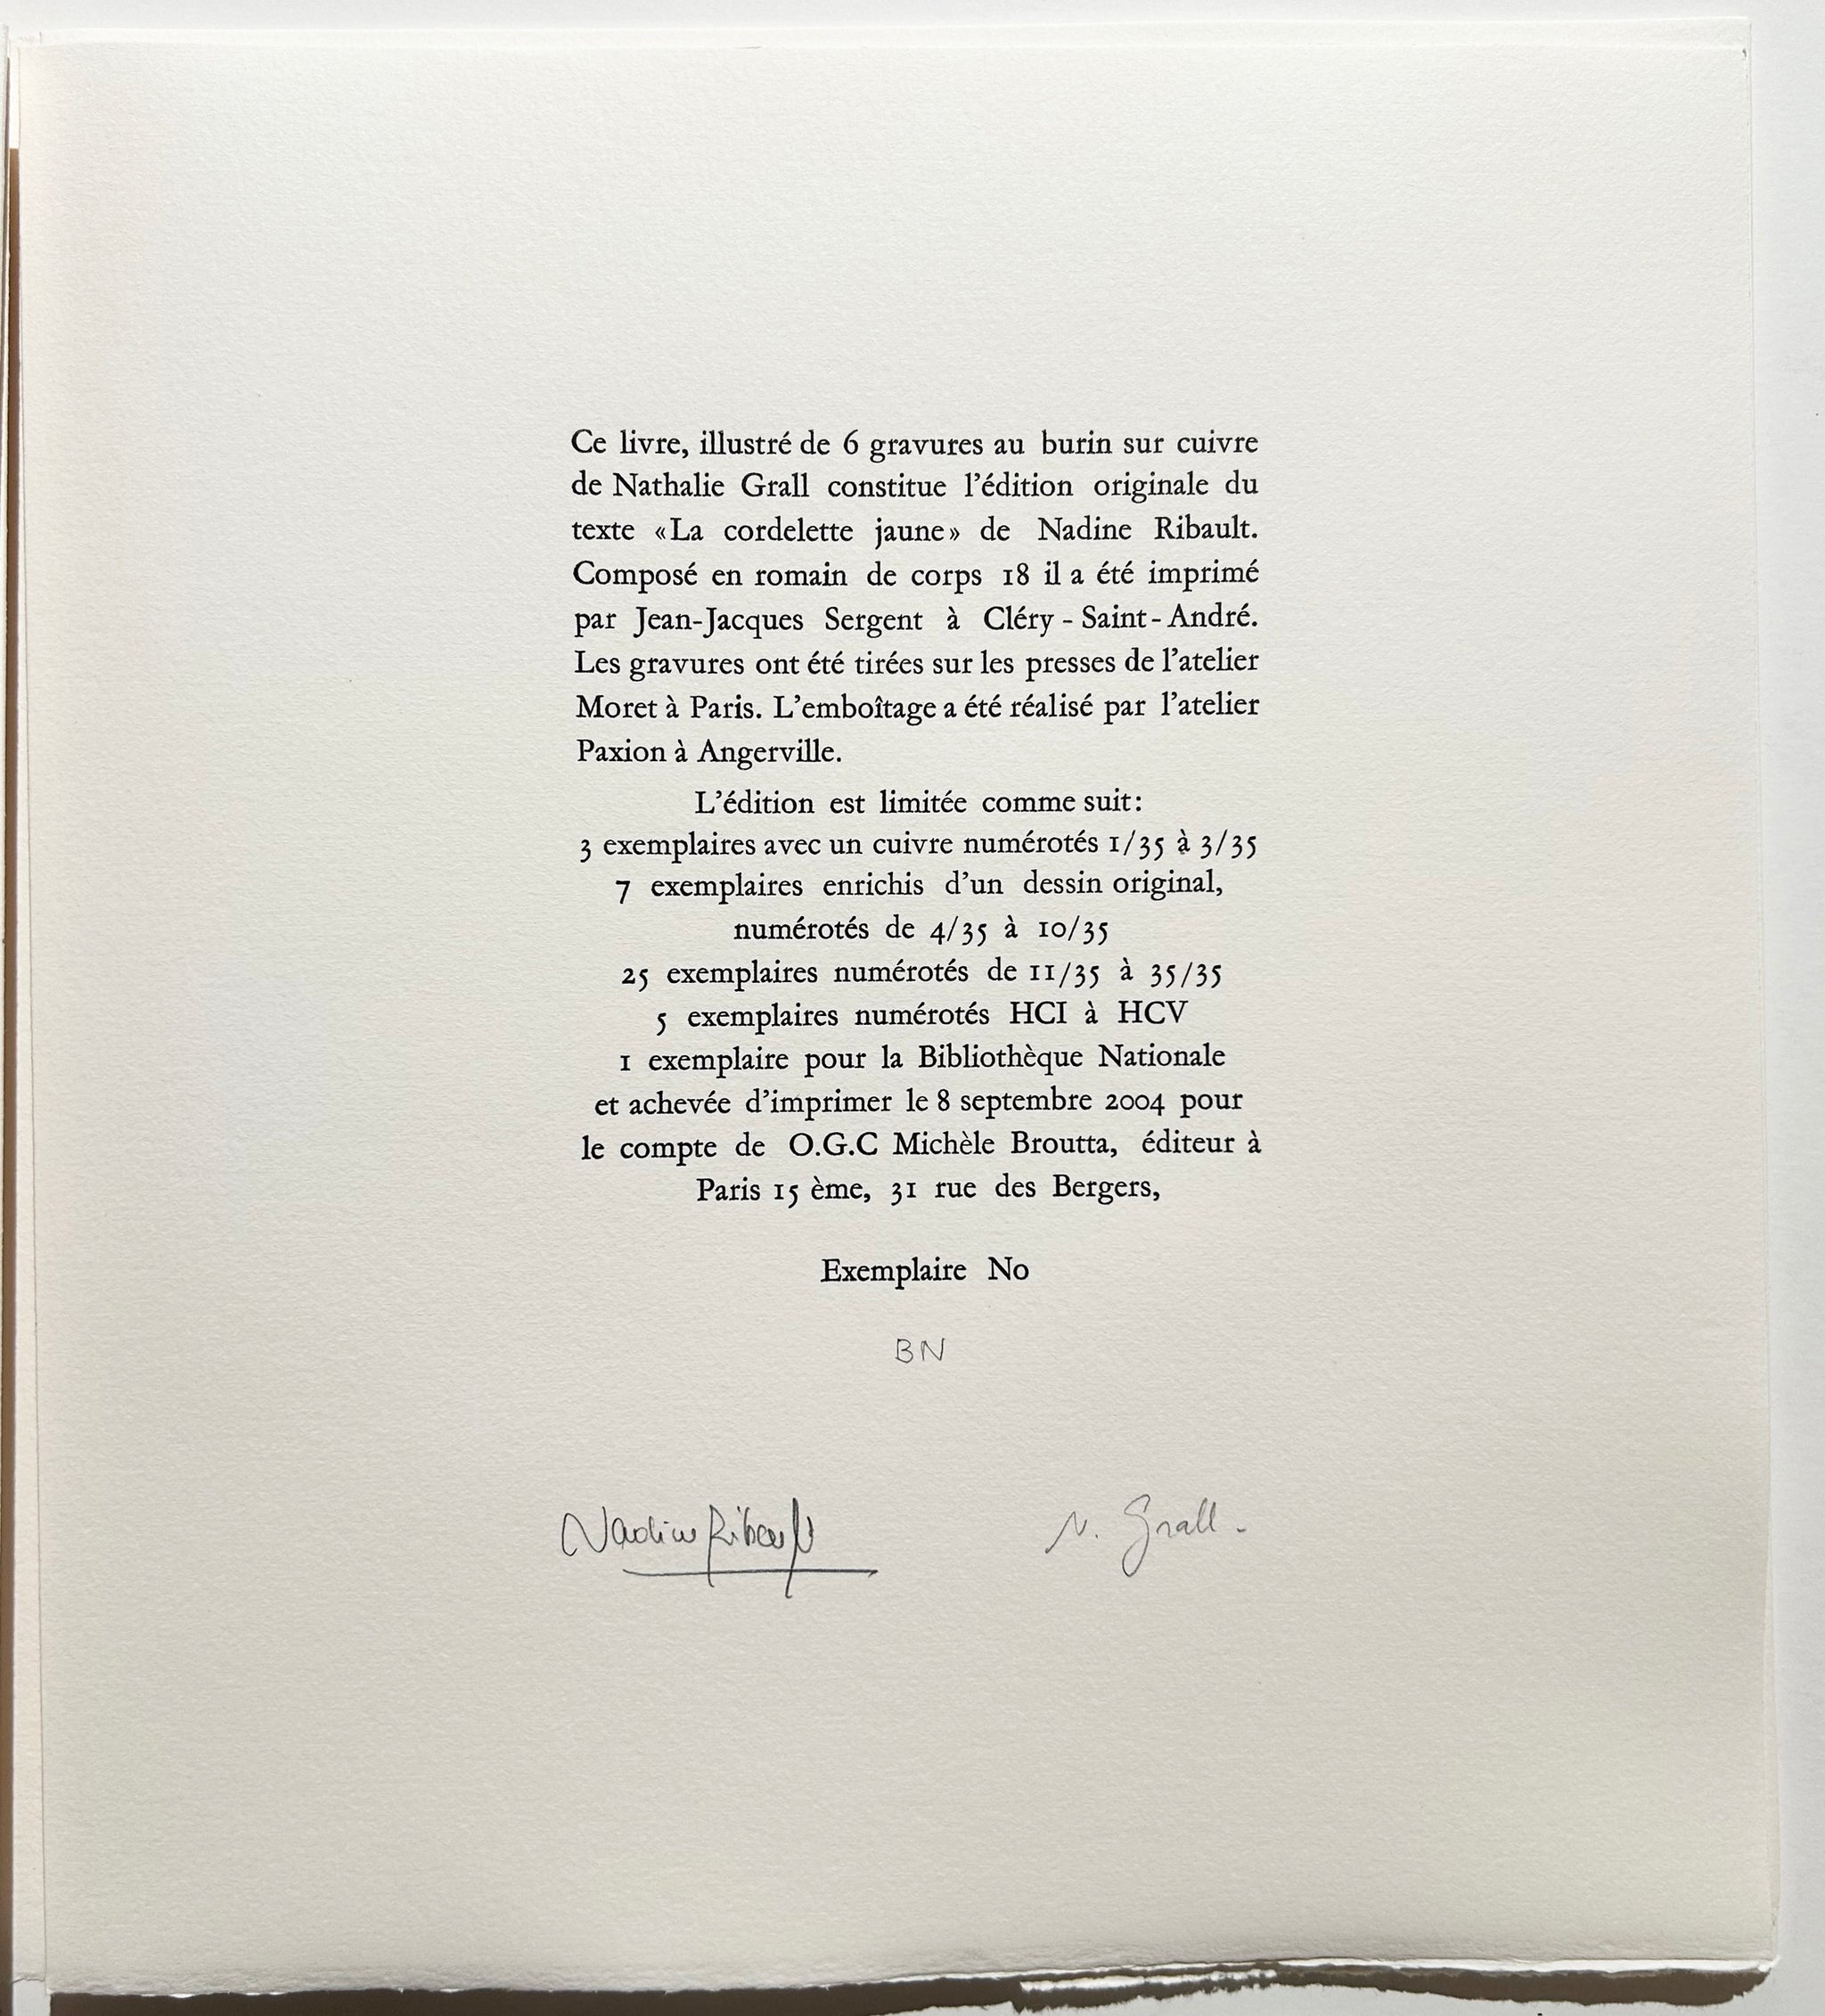 Ce livre, illustré de 6 gravures au burin sur cuivre
de Nathalie Grall constitue l’édition originale du
texte «La cordelette jaune» de Nadine Ribault.
Composé en romain de corps 18 il a été imprimé
par Jean-Jacques Sergent à Cléry - Saint - André.
Les gravures ont été tirées sur les presses de l’atelier
Moret à Paris. L’emboîtage a été réalisé par l’atelier
Paxion à Angerville.
L’édition est limitée comme suit:
3 exemplaires avec un cuivre numérotés 1/35 à 3/35
7 exemplaires enrichis d’un dessin original,
numérotés de 4/35 à 10/35
25 exemplaires numérotés de 11/35 à 35/35
5 exemplaires numérotés HCI à HCV
1 exemplaire pour la Bibliothèque Nationale
et achevée d’imprimer le 8 septembre 2004 pour
le compte de O.G.C Michèle Broutta, éditeur à
Paris 15 ème, 31 rue des Bergers,
Exemplaire No
BN
Nadine Ribault N. Grall.